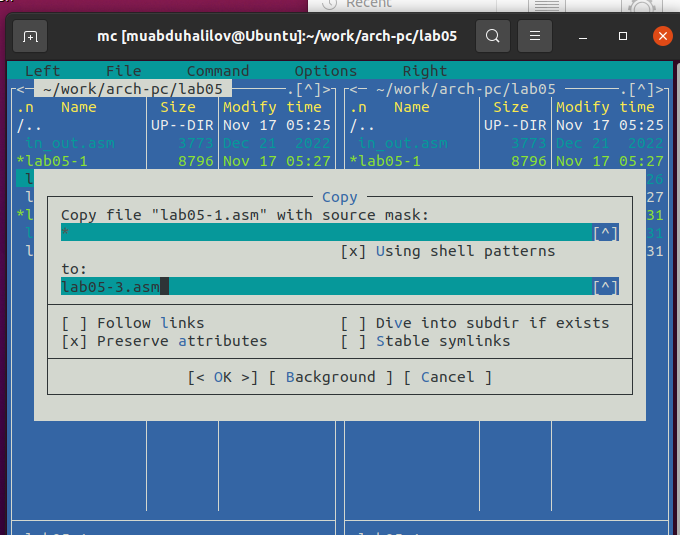 Recent
mc [muabduhalilov@Ubuntu]:~/work/arch-pc/lab05
Left File Command Options Right
<— ~/work/arch-pc/lab05 .[^]> <— ~/work/arch-pc/lab05 .[^]>
.n Name Size Modify time .n Name Size Modify time
/.. UP--DIR Nov 17 05:25 /.. UP--DIR Nov 17 05:25
in_out.asm 3773 Dec 21 2022 in_out.asm 3773 Dec 21 2022
*lab05-1 8796 Nov 17 05:27 *lab05-1 8796 Nov 17 05:27
Copy
Copy file "lab05-1.asm" with source mask:
* [^]
[x] Using shell patterns
to:
lab05-3.asm [^]
[ ] Follow links [ ] Dive into subdir if exists
[x] Preserve attributes [ ] Stable symlinks
[< OK >] [ Background ] [ Cancel ]